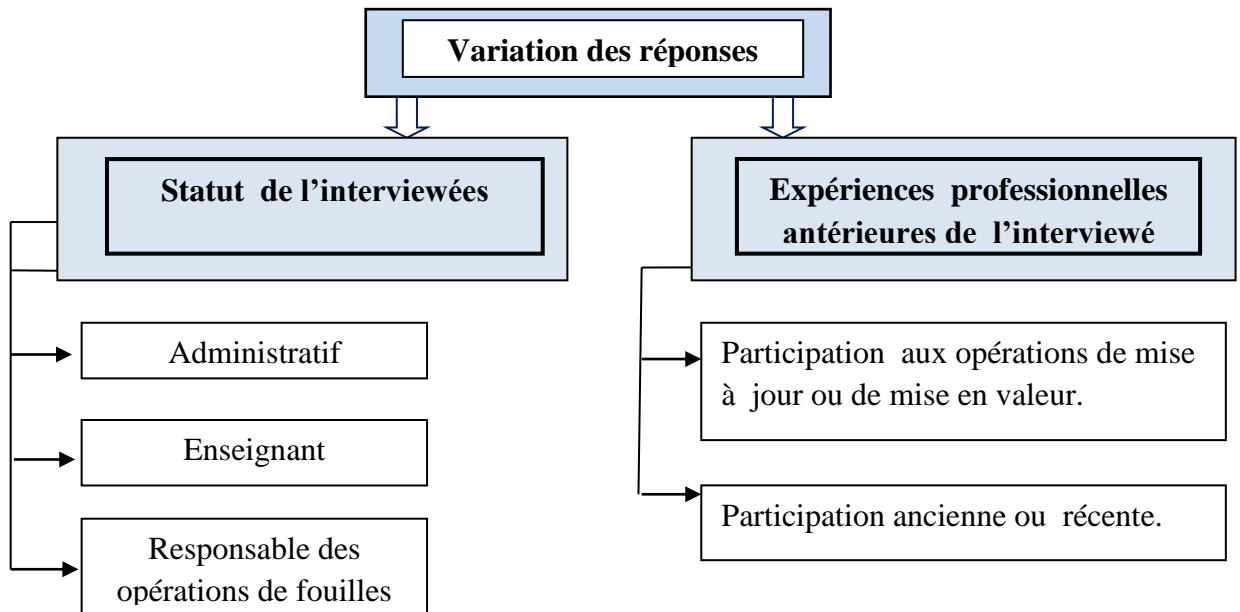 Variation des réponses
Statut de l’interviewées
Administratif
Enseignant
Responsable des
opérations de fouilles
Expériences professionnelles
antérieures de l’interviewé
Participation aux opérations de mise
à jour ou de mise en valeur.
Participation ancienne ou récente.